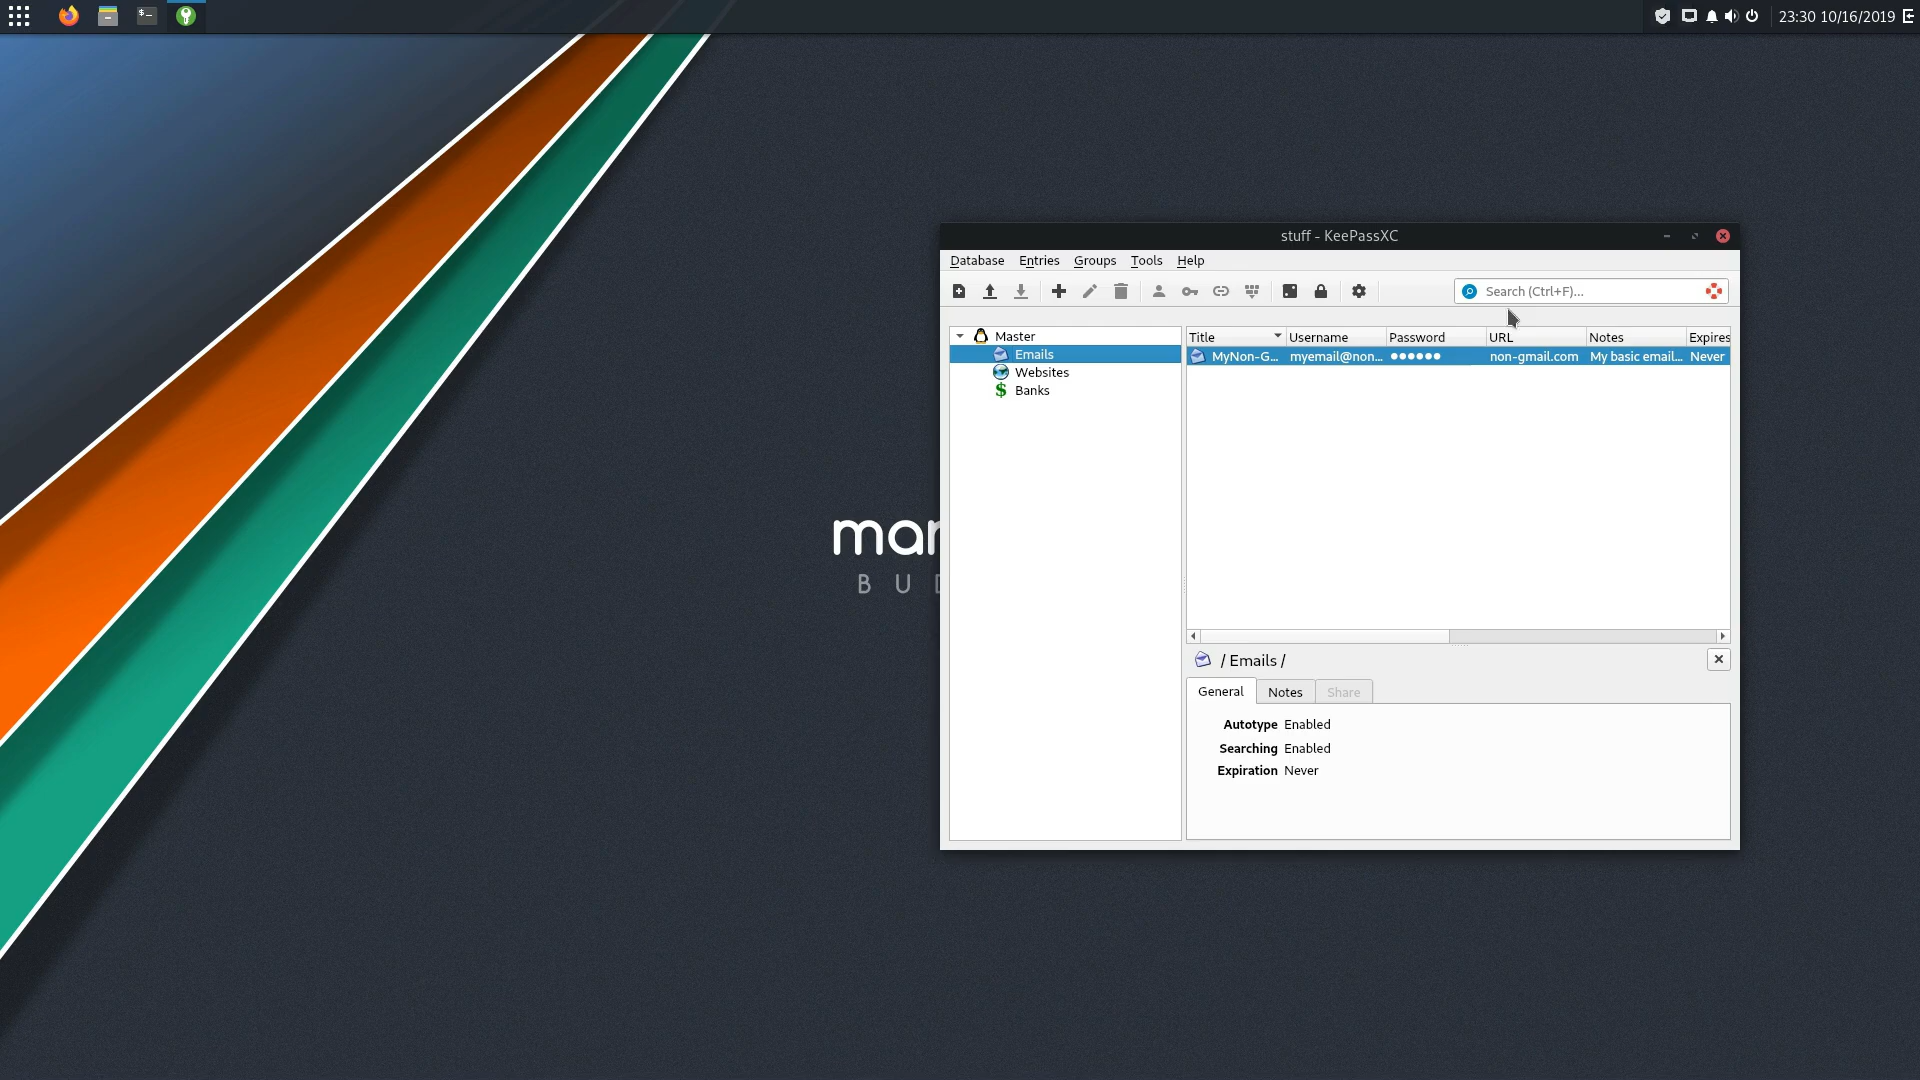 23:30 10/16/2019
stuff - KeePassXC
Database Entries Groups Tools Help
Search (Ctrl+F)...
Master
Emails
Websites
Banks
Title Username Password URL Notes Expires
MyNon-G... myemail@non... ●●●●●● non-gmail.com My basic email... Never
/ Emails /
General Notes Share
Autotype Enabled
Searching Enabled
Expiration Never
mar
B U D